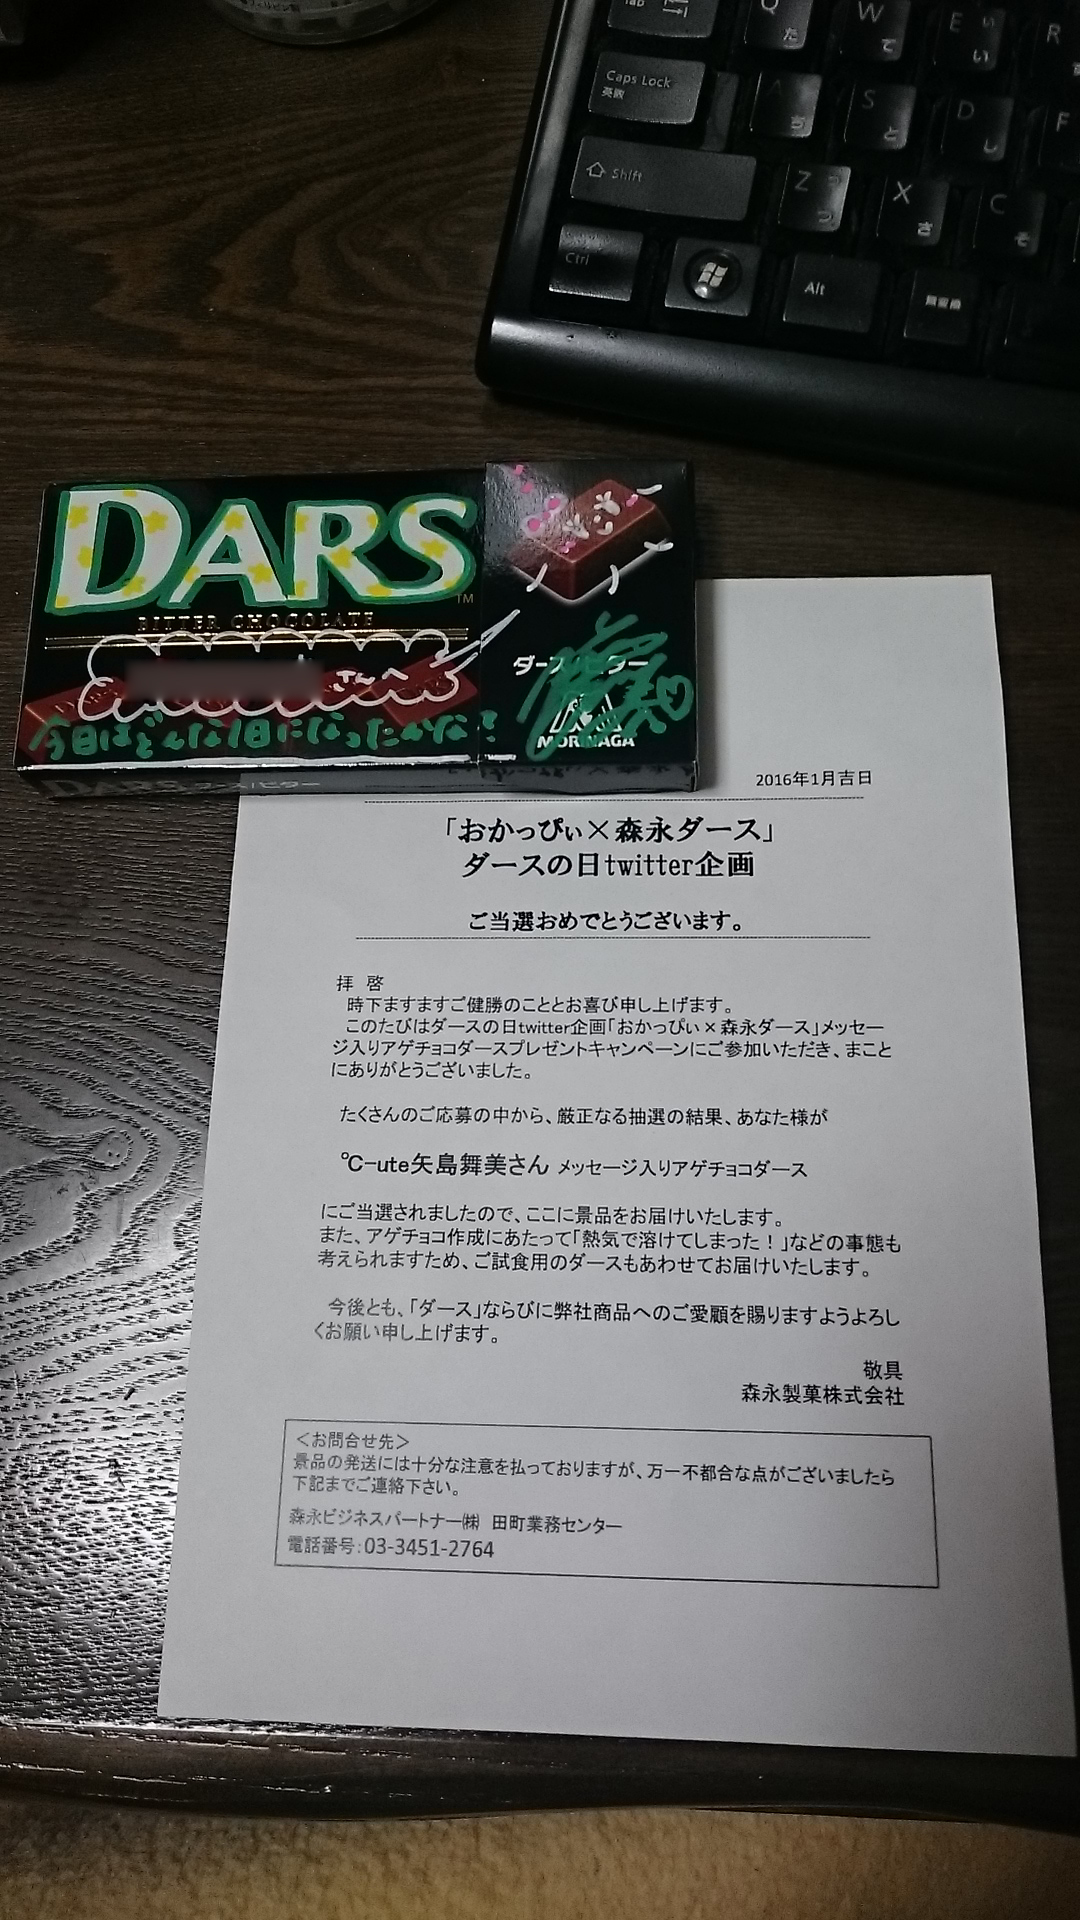 Tab
Q
た
W
て
E
い
R
Caps Lock
英数
A
ち
S
と
D
し
F
Shift
Z
つ
X
さ
C
そ
Ctrl
Alt
無変換
DARS
TM
BITTER CHOCOLATE
さんへ
今日はどんな1日になったかな?
ダース
MORINAGA
2016年1月吉日
「おかっぴぃ×森永ダース」
ダースの日twitter企画
ご当選おめでとうございます。
拝 啓
時下ますますご健勝のこととお喜び申し上げます。
このたびはダースの日twitter企画「おかっぴぃ×森永ダース」メッセー
ジ入りアゲチョコダースプレゼントキャンペーンにご参加いただき、まこと
にありがとうございました。
たくさんのご応募の中から、厳正なる抽選の結果、あなた様が
℃-ute矢島舞美さん メッセージ入りアゲチョコダース
にご当選されましたので、ここに景品をお届けいたします。
また、アゲチョコ作成にあたって「熱気で溶けてしまった！」などの事態も
考えられますため、ご試食用のダースもあわせてお届けいたします。
今後とも、「ダース」ならびに弊社商品へのご愛顧を賜りますようよろし
くお願い申し上げます。
敬具
森永製菓株式会社
＜お問合せ先＞
景品の発送には十分な注意を払っておりますが、万一不都合な点がございましたら
下記までご連絡下さい。
森永ビジネスパートナー㈱ 田町業務センター
電話番号：03-3451-2764